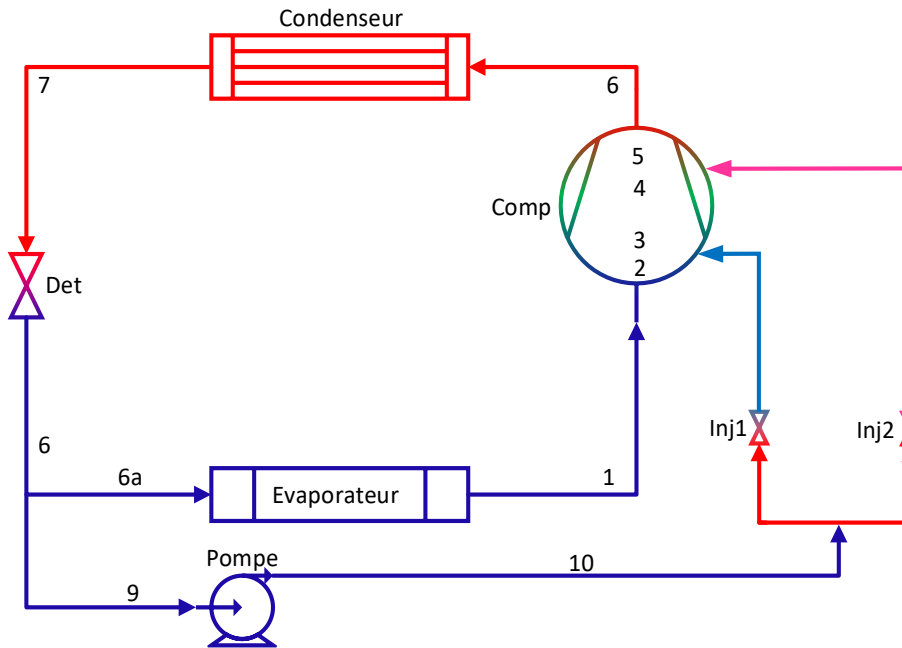 Condenseur
7
6
5
4
Comp
3
2
Det
Inj1
Inj2
6
6a
Evaporateur
1
Pompe
10
9